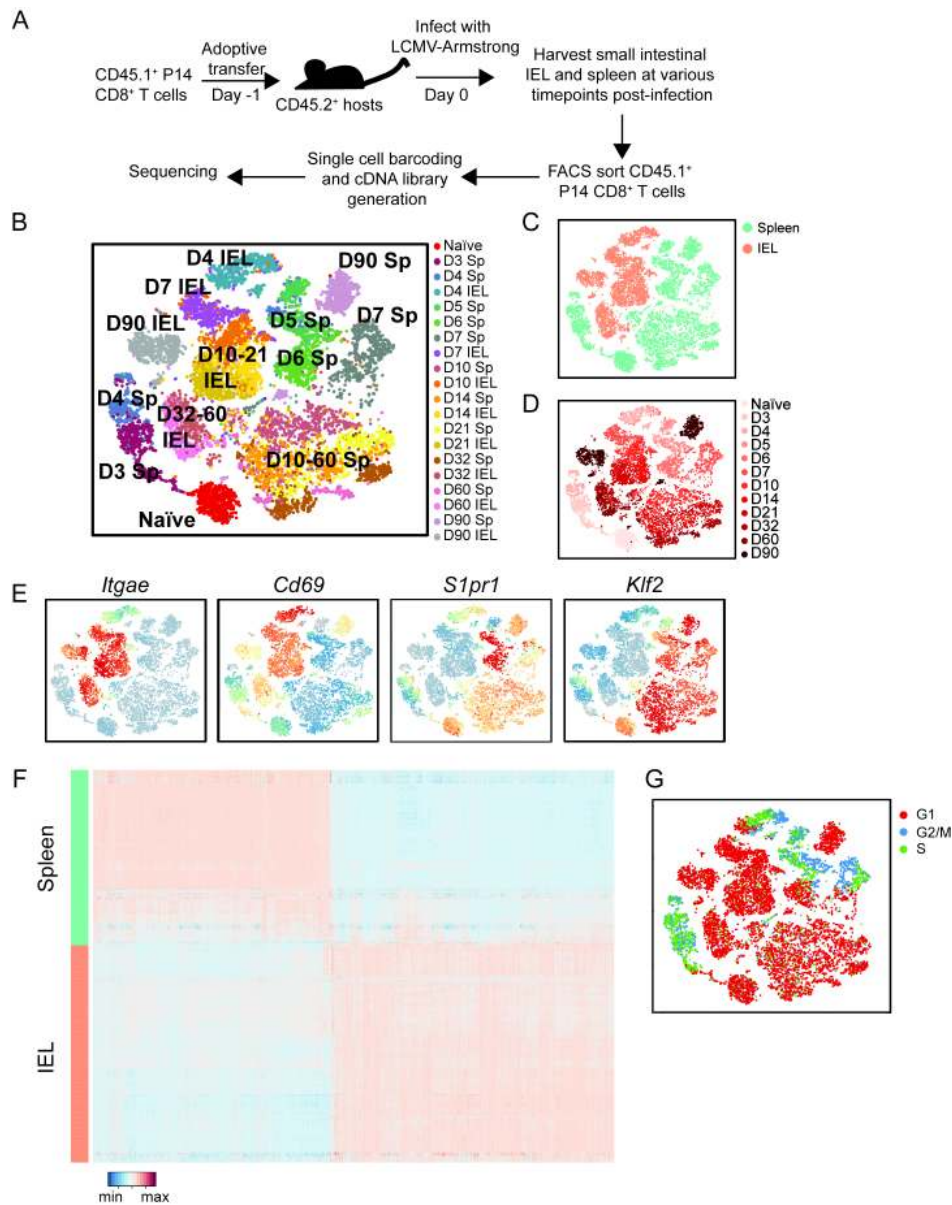 A
CD45.1⁺ P14
CD8⁺ T cells
Adoptive
transfer
Day -1
CD45.2⁺ hosts
Infect with
LCMV-Armstrong
Day 0
Harvest small intestinal
IEL and spleen at various
timepoints post-infection
FACS sort CD45.1⁺
P14 CD8⁺ T cells
Single cell barcoding
and cDNA library
generation
Sequencing
B
D4 IEL
D90 Sp
D7 IEL
D5 Sp
D7 Sp
D90 IEL
D10-21
IEL
D6 Sp
D4 Sp
D32-60
IEL
D3 Sp
D10-60 Sp
Naïve
Naïve
D3 Sp
D4 Sp
D4 IEL
D5 Sp
D6 Sp
D7 Sp
D7 IEL
D10 Sp
D10 IEL
D14 Sp
D14 IEL
D21 Sp
D21 IEL
D32 Sp
D32 IEL
D60 Sp
D60 IEL
D90 Sp
D90 IEL
C
Spleen
IEL
D
Naïve
D3
D4
D5
D6
D7
D10
D14
D21
D32
D60
D90
E
Itgae
Cd69
S1pr1
Klf2
F
Spleen
IEL
min max
G
G1
G2/M
S